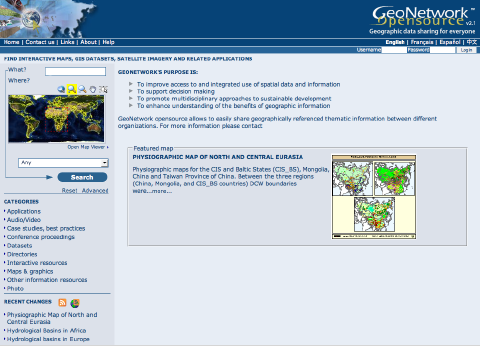 GeoNetwork
opensource v2.1
Geographic data sharing for everyone
Home | Contact us | Links | About | Help
English | Français | Español | 中文
Username Password Login
FIND INTERACTIVE MAPS, GIS DATASETS, SATELLITE IMAGERY AND RELATED APPLICATIONS
What?
Where?
Open Map Viewer
Any
Search
Reset Advanced
CATEGORIES
Applications
Audio/Video
Case studies, best practices
Conference proceedings
Datasets
Directories
Interactive resources
Maps & graphics
Other information resources
Photo
RECENT CHANGES
Physiographic Map of North and
Central Eurasia
Hydrological Basins in Africa
Hydrological basins in Europe
GEONETWORK'S PURPOSE IS:
To improve access to and integrated use of spatial data and information
To support decision making
To promote multidisciplinary approaches to sustainable development
To enhance understanding of the benefits of geographic information
GeoNetwork opensource allows to easily share geographically referenced thematic information between different
organizations. For more information please contact
Featured map
PHYSIOGRAPHIC MAP OF NORTH AND CENTRAL EURASIA
Physiographic maps for the CIS and Baltic States (CIS_BS), Mongolia,
China and Taiwan Province of China. Between the three regions
(China, Mongolia, and CIS_BS countries) DCW boundaries
were...more...